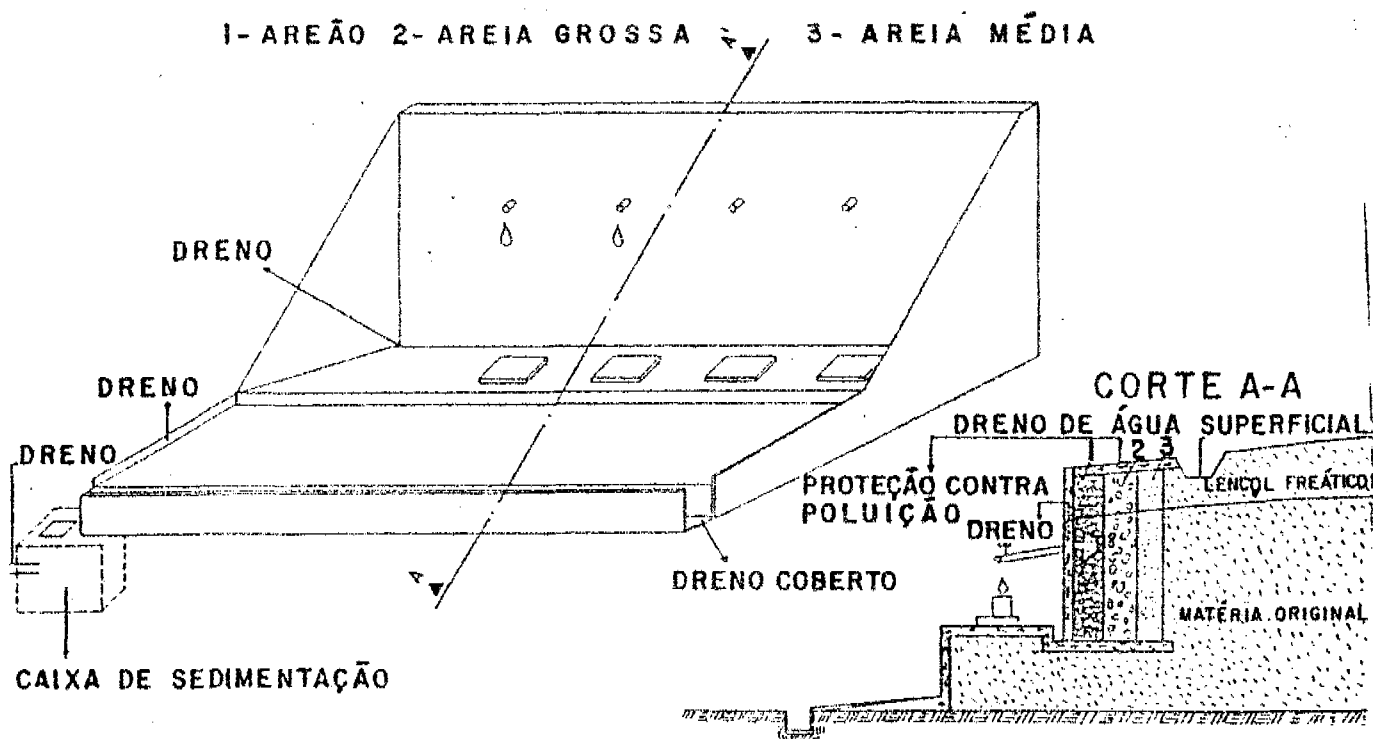 1- AREÃO 2- AREIA GROSSA 3- AREIA MÉDIA
A'
DRENO
DRENO
DRENO
CORTE A-A
DRENO DE ÁGUA SUPERFICIAL
2 3
PROTEÇÃO CONTRA
POLUIÇÃO
LENCOL FREÁTICO
DRENO
DRENO COBERTO
A
MATÉRIA ORIGINAL
CAIXA DE SEDIMENTAÇÃO